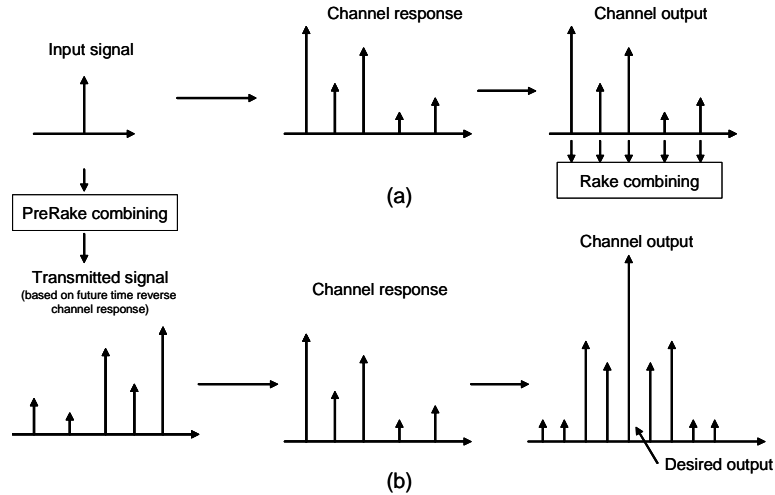 Channel response
Channel output
Input signal
Rake combining
(a)
PreRake combining
Channel output
Transmitted signal
(based on future time reverse
channel response)
Channel response
Desired output
(b)